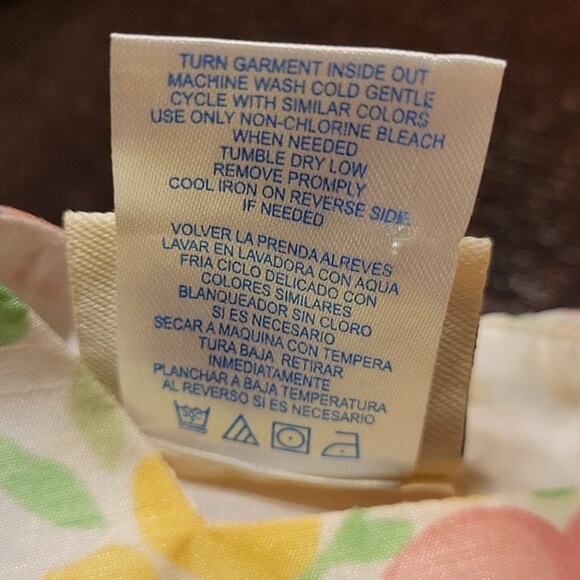 TURN GARMENT INSIDE OUT
MACHINE WASH COLD GENTLE
CYCLE WITH SIMILAR COLORS
USE ONLY NON-CHLORINE BLEACH
WHEN NEEDED
TUMBLE DRY LOW
REMOVE PROMPLY
COOL IRON ON REVERSE SIDE
IF NEEDED
VOLVER LA PRENDA ALREVES
LAVAR EN LAVADORA CON AQUA
FRIA CICLO DELICADO CON
COLORES SIMILARES
BLANQUEADOR SIN CLORO
SI ES NECESARIO
SECAR A MAQUINA CON TEMPERA
TURA BAJA RETIRAR
INMEDIATAMENTE
PLANCHAR A BAJA TEMPERATURA
AL REVERSO SI ES NECESARIO